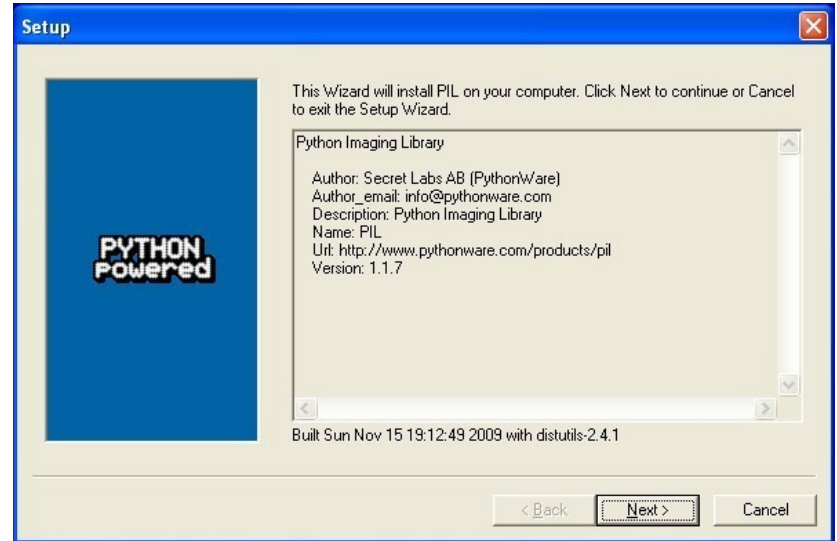 Setup
This Wizard will install PIL on your computer. Click Next to continue or Cancel
to exit the Setup Wizard.
Python Imaging Library
Author: Secret Labs AB (PythonWare)
Author_email: info@pythonware.com
Description: Python Imaging Library
Name: PIL
Url: http://www.pythonware.com/products/pil
Version: 1.1.7
PYTHON
Powered
Built Sun Nov 15 19:12:49 2009 with distutils-2.4.1
< Back
Next >
Cancel